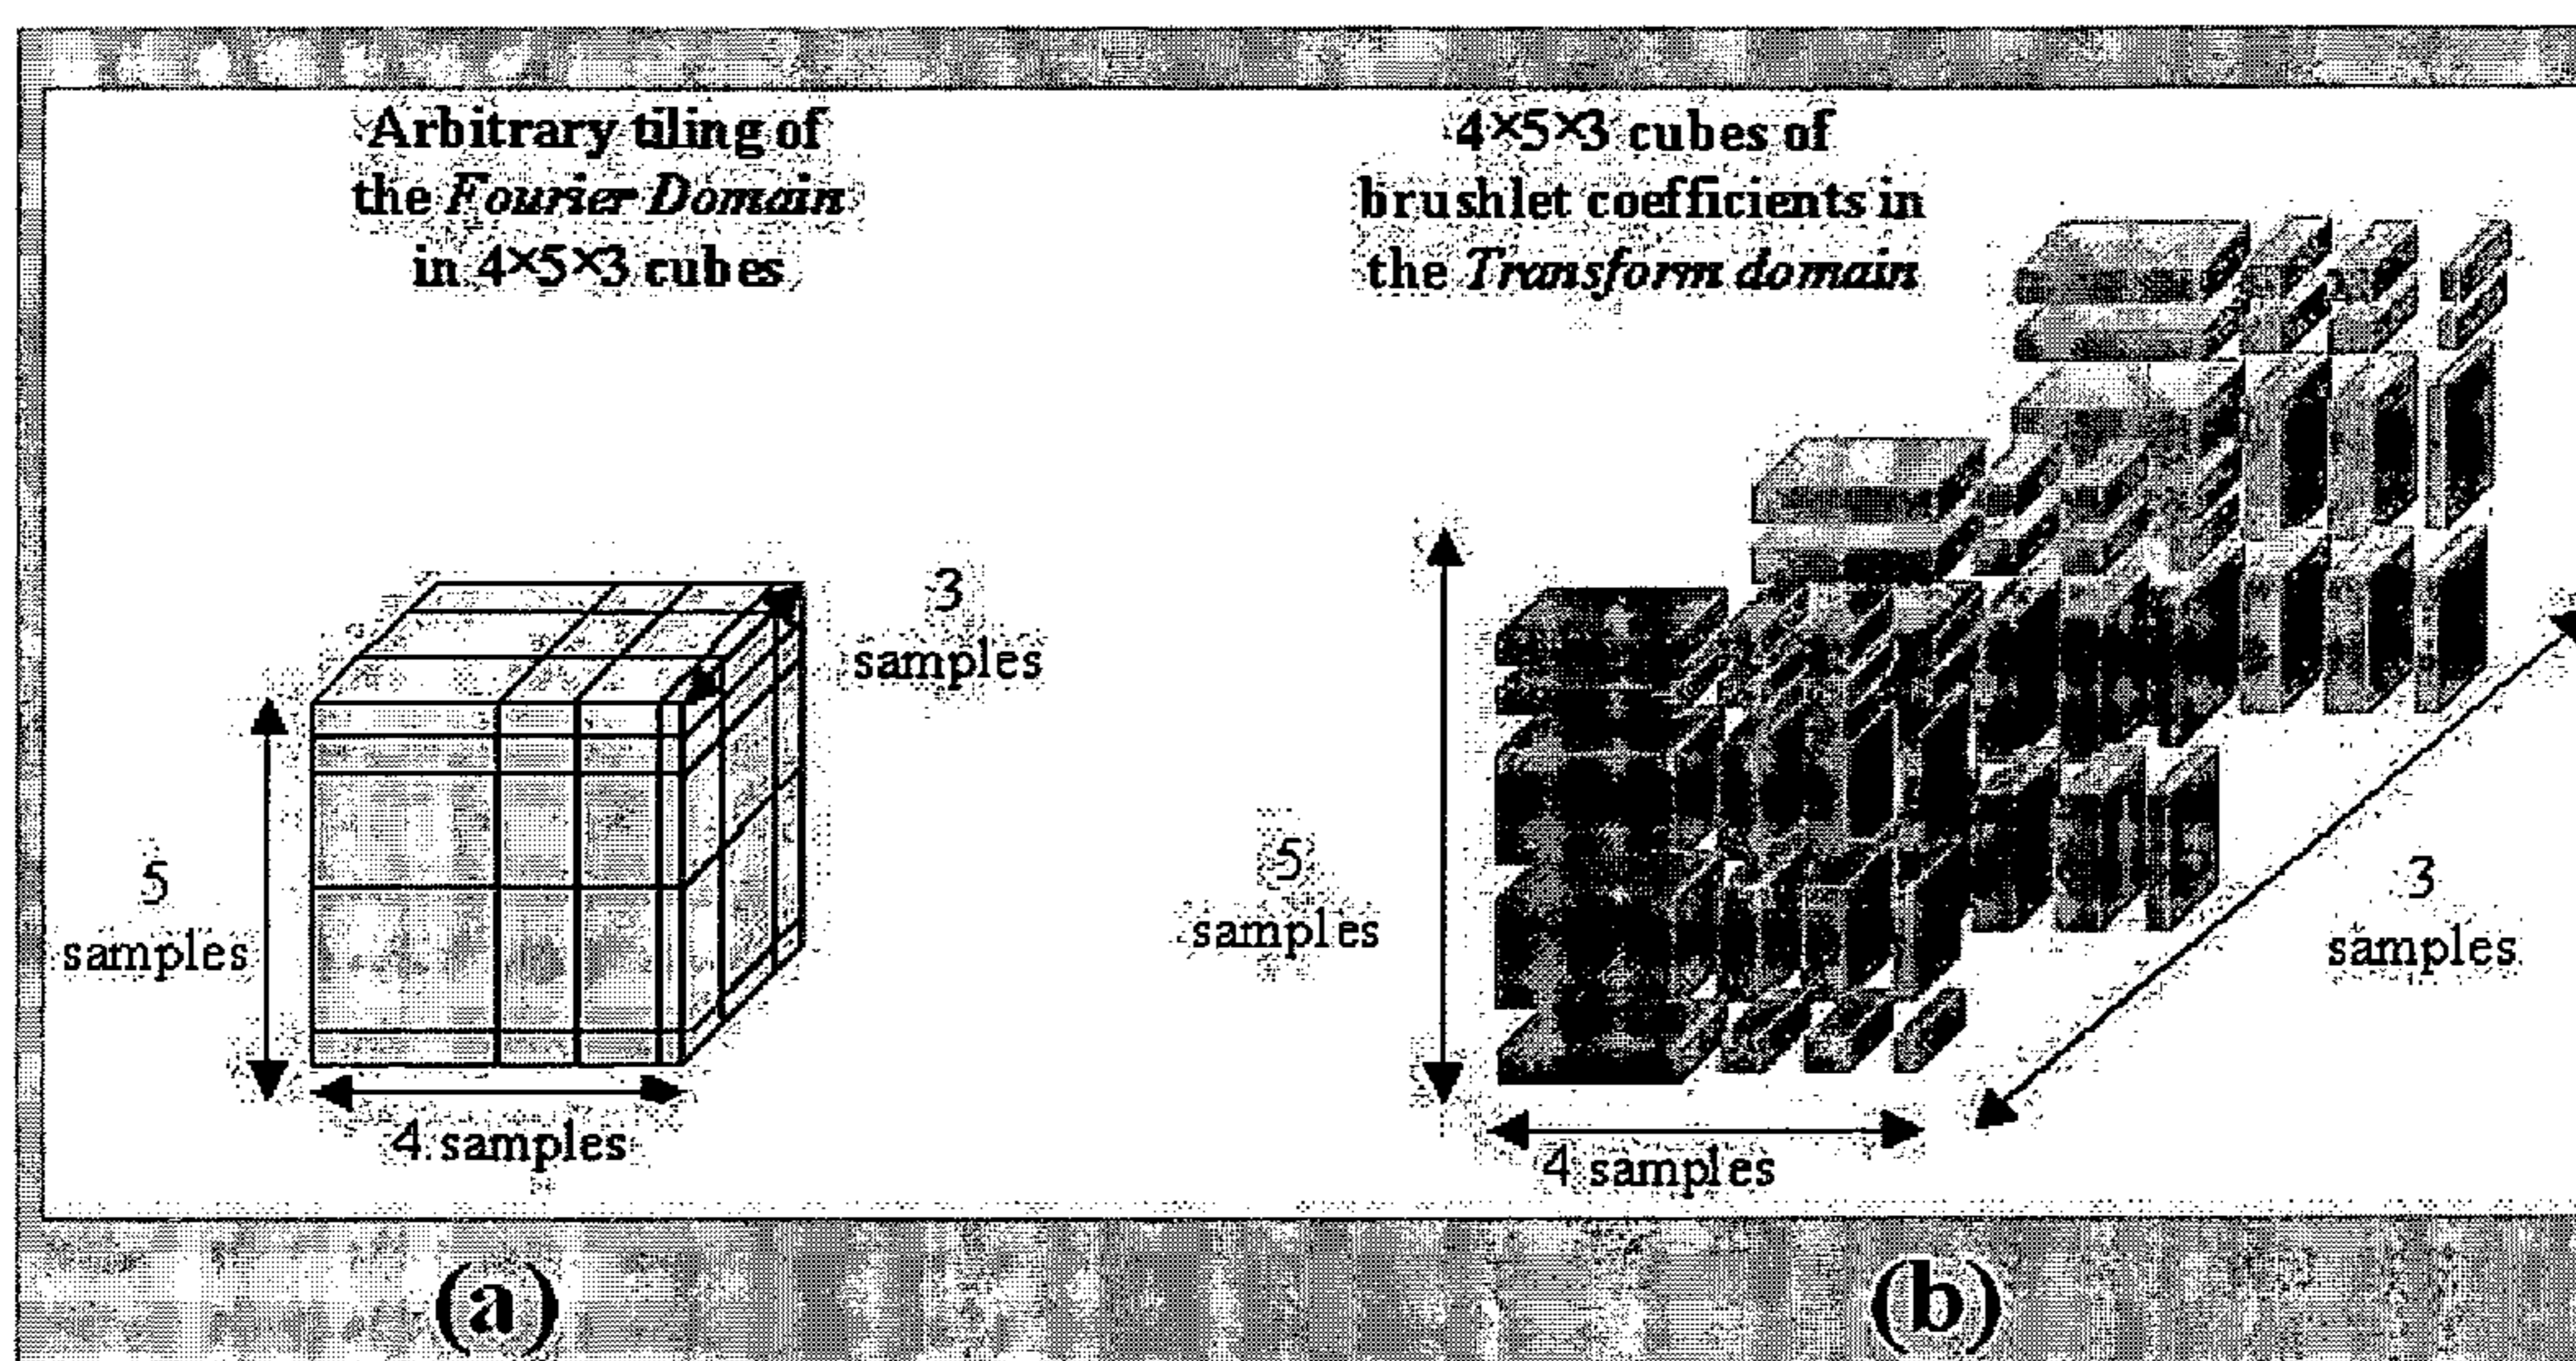 Arbitrary tiling of
the Fourier Domain
in 4×5×3 cubes
4×5×3 cubes of
brushlet coefficients in
the Transform domain
3
samples
5
samples
4 samples
5
samples
4 samples
3
samples
(a)
(b)